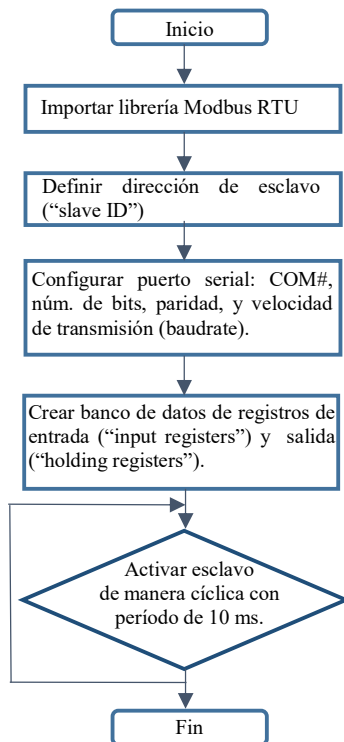 Inicio
Importar librería Modbus RTU
Definir dirección de esclavo
(“slave ID”)
Configurar puerto serial: COM#,
núm. de bits, paridad, y velocidad
de transmisión (baudrate).
Crear banco de datos de registros de
entrada (“input registers”) y salida
(“holding registers”).
Activar esclavo
de manera cíclica con
período de 10 ms.
Fin